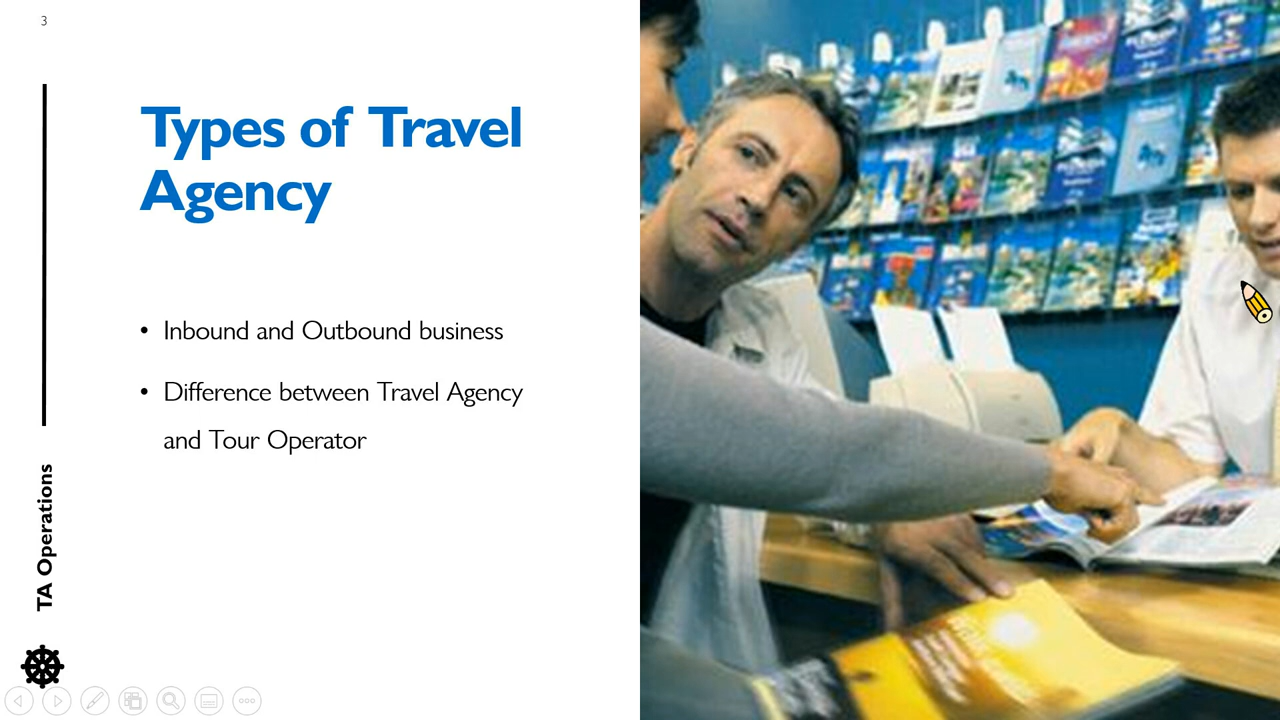 3
Types of Travel
Agency
• Inbound and Outbound business
• Difference between Travel Agency
and Tour Operator
TA Operations